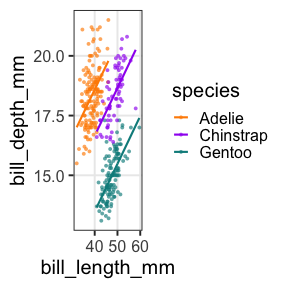 bill_depth_mm
20.0
17.5
15.0
40 50 60
bill_length_mm
species
Adelie
Chinstrap
Gentoo